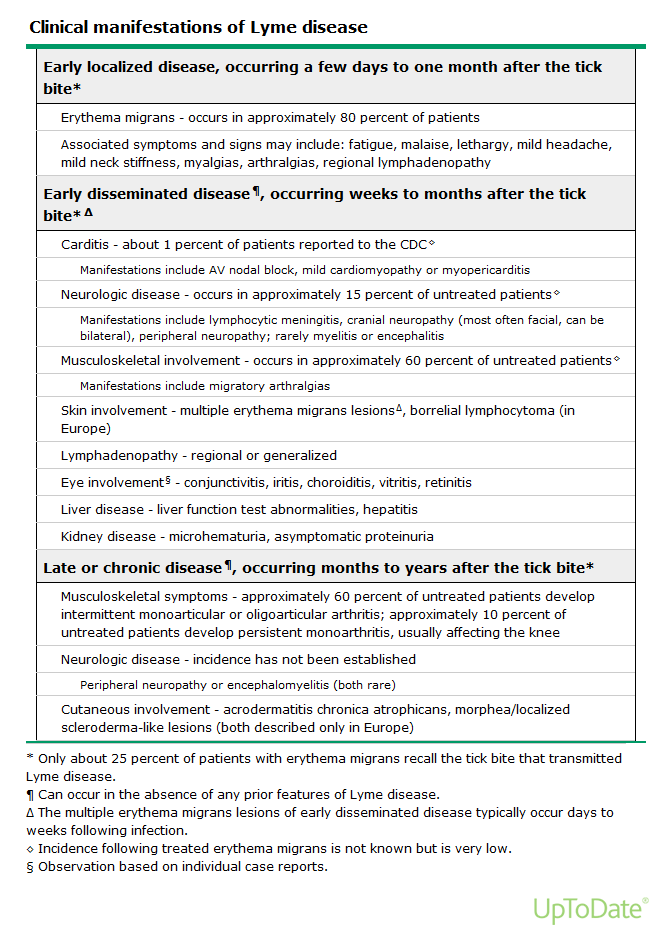 Clinical manifestations of Lyme disease
Early localized disease, occurring a few days to one month after the tick
bite*
Erythema migrans - occurs in approximately 80 percent of patients
Associated symptoms and signs may include: fatigue, malaise, lethargy, mild headache,
mild neck stiffness, myalgias, arthralgias, regional lymphadenopathy
Early disseminated disease¶, occurring weeks to months after the tick
bite* Δ
Carditis - about 1 percent of patients reported to the CDC⋄
Manifestations include AV nodal block, mild cardiomyopathy or myopericarditis
Neurologic disease - occurs in approximately 15 percent of untreated patients⋄
Manifestations include lymphocytic meningitis, cranial neuropathy (most often facial, can be
bilateral), peripheral neuropathy; rarely myelitis or encephalitis
Musculoskeletal involvement - occurs in approximately 60 percent of untreated patients⋄
Manifestations include migratory arthralgias
Skin involvement - multiple erythema migrans lesionsΔ, borrelial lymphocytoma (in
Europe)
Lymphadenopathy - regional or generalized
Eye involvement§ - conjunctivitis, iritis, choroiditis, vitritis, retinitis
Liver disease - liver function test abnormalities, hepatitis
Kidney disease - microhematuria, asymptomatic proteinuria
Late or chronic disease¶, occurring months to years after the tick bite*
Musculoskeletal symptoms - approximately 60 percent of untreated patients develop
intermittent monoarticular or oligoarticular arthritis; approximately 10 percent of
untreated patients develop persistent monoarthritis, usually affecting the knee
Neurologic disease - incidence has not been established
Peripheral neuropathy or encephalomyelitis (both rare)
Cutaneous involvement - acrodermatitis chronica atrophicans, morphea/localized
scleroderma-like lesions (both described only in Europe)
* Only about 25 percent of patients with erythema migrans recall the tick bite that transmitted
Lyme disease.
¶ Can occur in the absence of any prior features of Lyme disease.
Δ The multiple erythema migrans lesions of early disseminated disease typically occur days to
weeks following infection.
⋄ Incidence following treated erythema migrans is not known but is very low.
§ Observation based on individual case reports.
UpToDate®